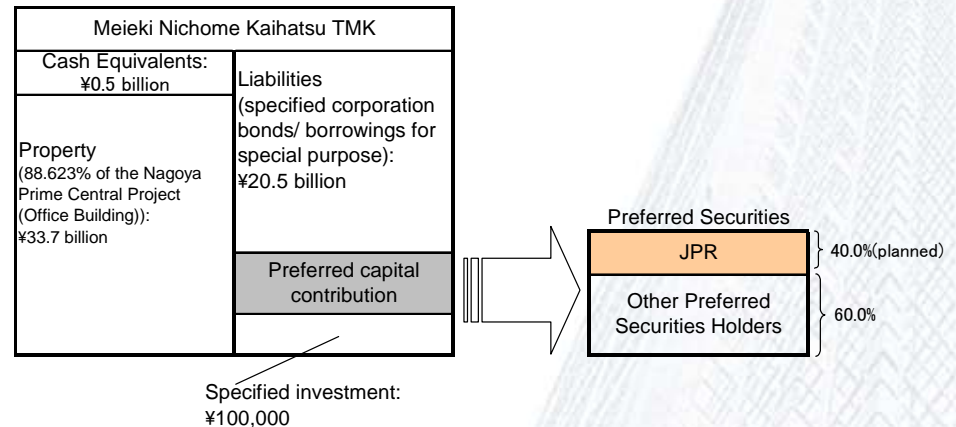 Meieki Nichome Kaihatsu TMK
Cash Equivalents:
¥0.5 billion
Property
(88.623% of the Nagoya
Prime Central Project
(Office Building)):
¥33.7 billion
Liabilities
(specified corporation
bonds/ borrowings for
special purpose):
¥20.5 billion
Preferred capital
contribution
Specified investment:
¥100,000
Preferred Securities
JPR
40.0%(planned)
Other Preferred
Securities Holders
60.0%